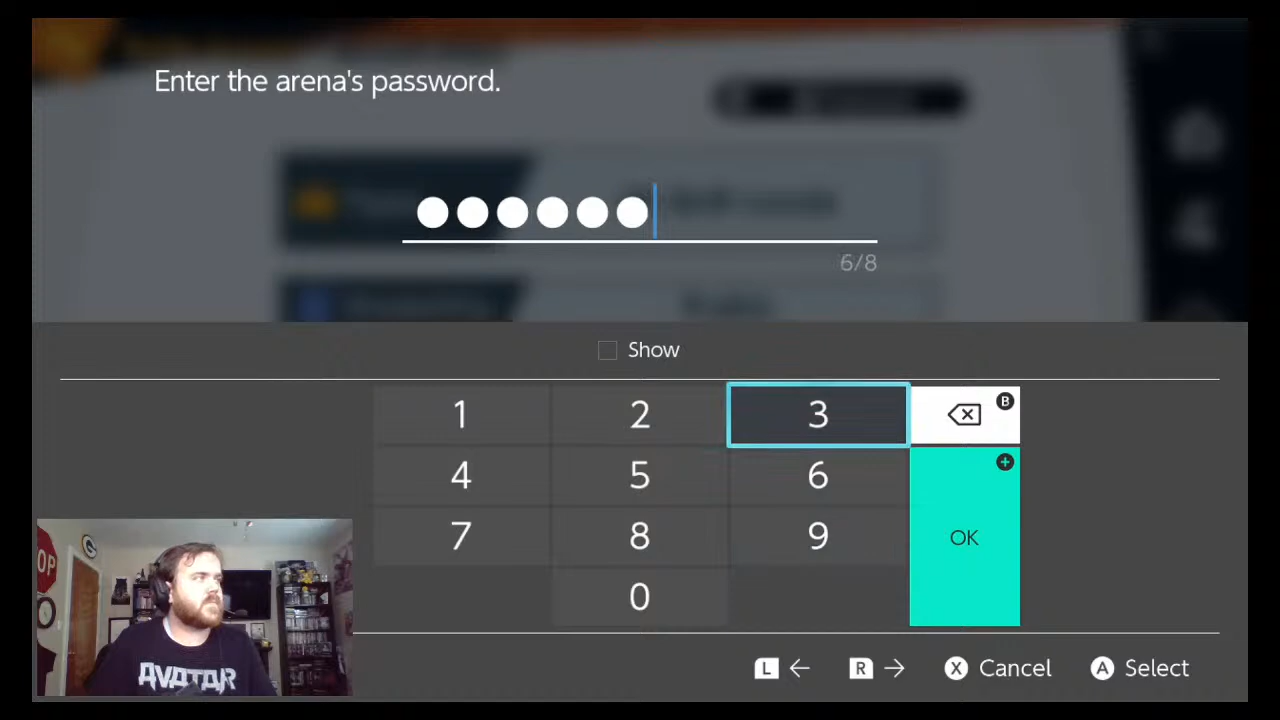 Enter the arena's password.
6/8
Show
1 2 3 B
4 5 6 +
7 8 9 OK
0
L ← R → X Cancel A Select
OP
AVATAR